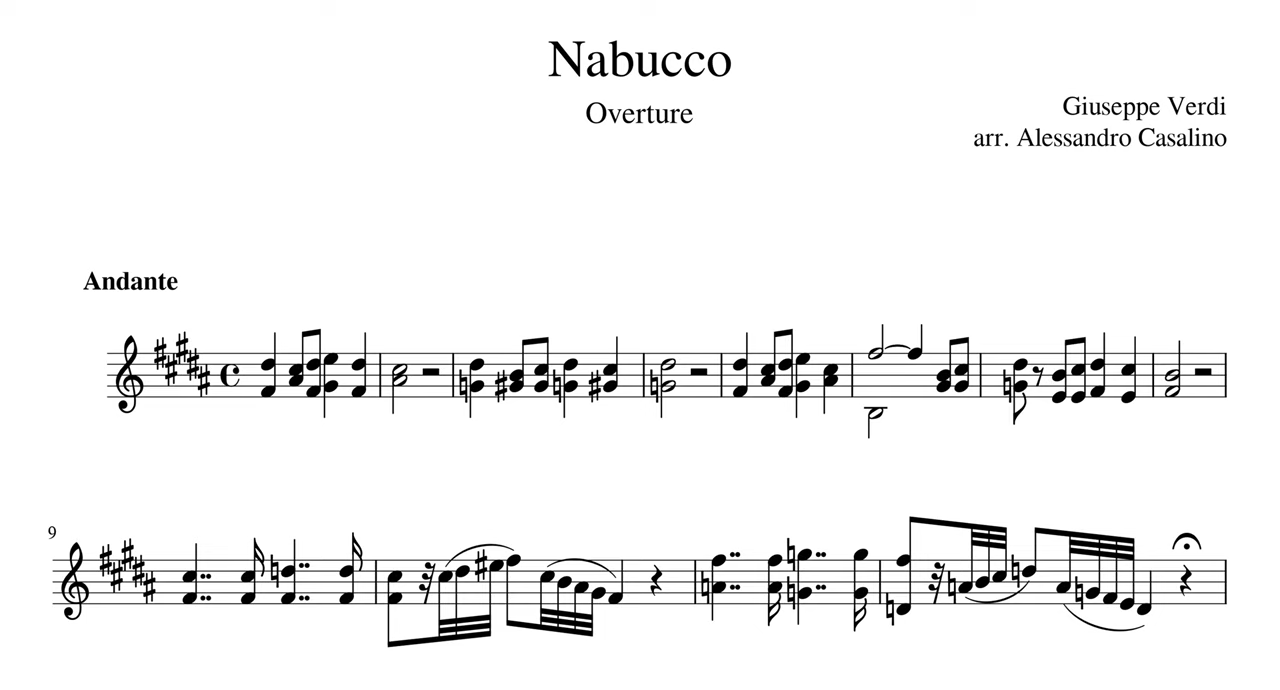 Nabucco
Overture
Giuseppe Verdi
arr. Alessandro Casalino
Andante
9